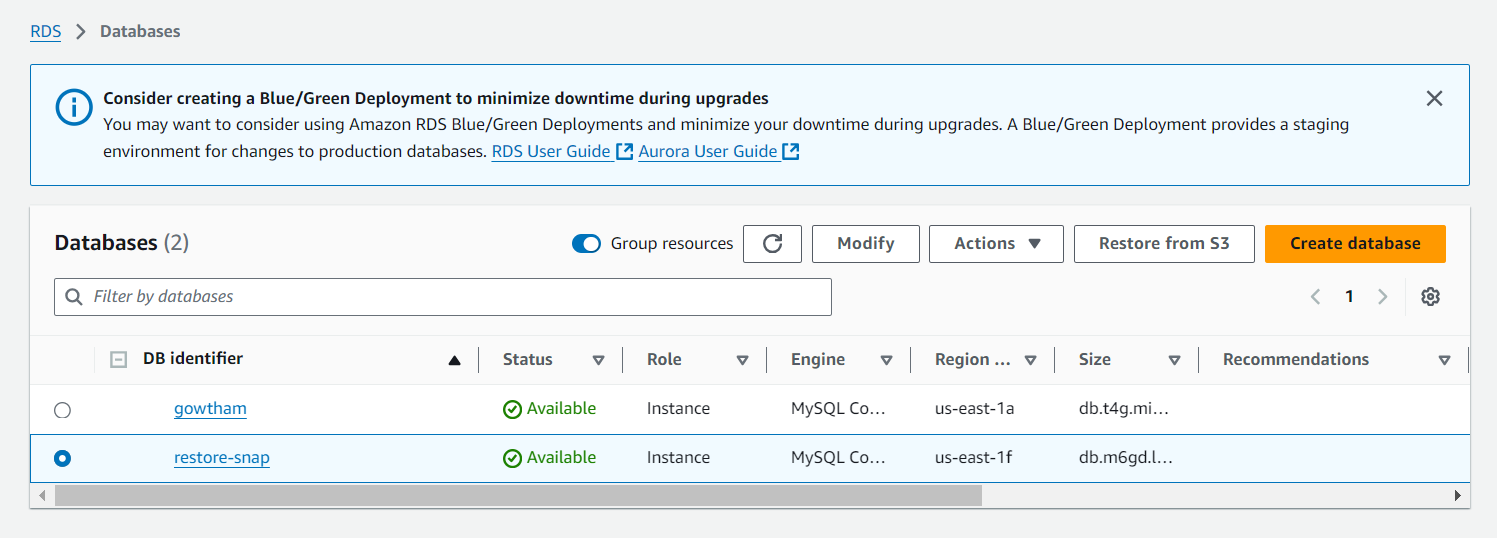 RDS > Databases
Consider creating a Blue/Green Deployment to minimize downtime during upgrades
You may want to consider using Amazon RDS Blue/Green Deployments and minimize your downtime during upgrades. A Blue/Green Deployment provides a staging
environment for changes to production databases. RDS User Guide Aurora User Guide
Databases (2) Group resources Modify Actions Restore from S3 Create database
Filter by databases 1
DB identifier Status Role Engine Region ... Size Recommendations
gowtham Available Instance MySQL Co... us-east-1a db.t4g.mi...
restore-snap Available Instance MySQL Co... us-east-1f db.m6gd.l...